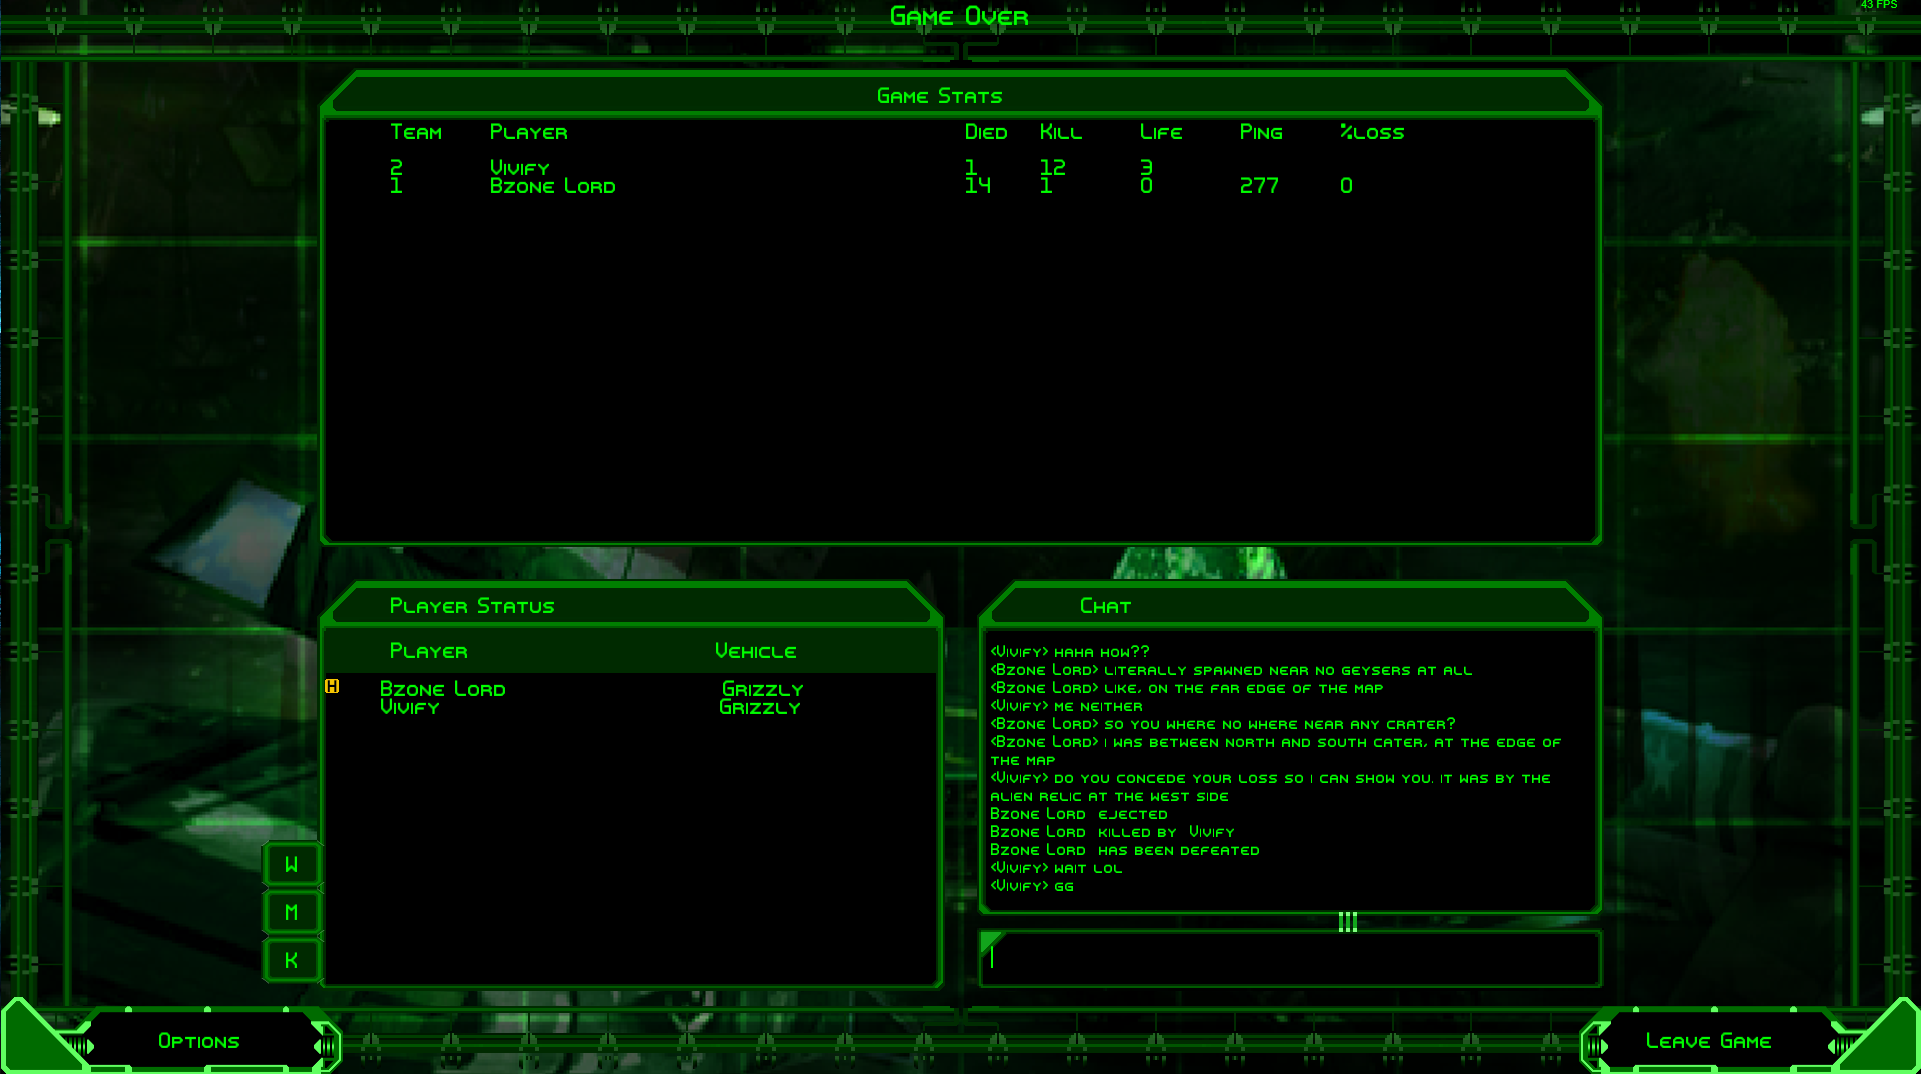 43 FPS
Game Over
Game Stats
Team Player Died Kill Life Ping %loss
2 Vivify 1 12 3
1 Bzone Lord 14 1 0 277 0
Player Status
Player Vehicle
H Bzone Lord Grizzly
Vivify Grizzly
W
M
K
Chat
<Vivify> haha how??
<Bzone Lord> literally spawned near no geysers at all
<Bzone Lord> like, on the far edge of the map
<Vivify> me neither
<Bzone Lord> so you where no where near any crater?
<Bzone Lord> i was between north and south cater, at the edge of
the map
<Vivify> do you concede your loss so i can show you. it was by the
alien relic at the west side
Bzone Lord ejected
Bzone Lord killed by Vivify
Bzone Lord has been defeated
<Vivify> wait lol
<Vivify> gg
Options
Leave Game